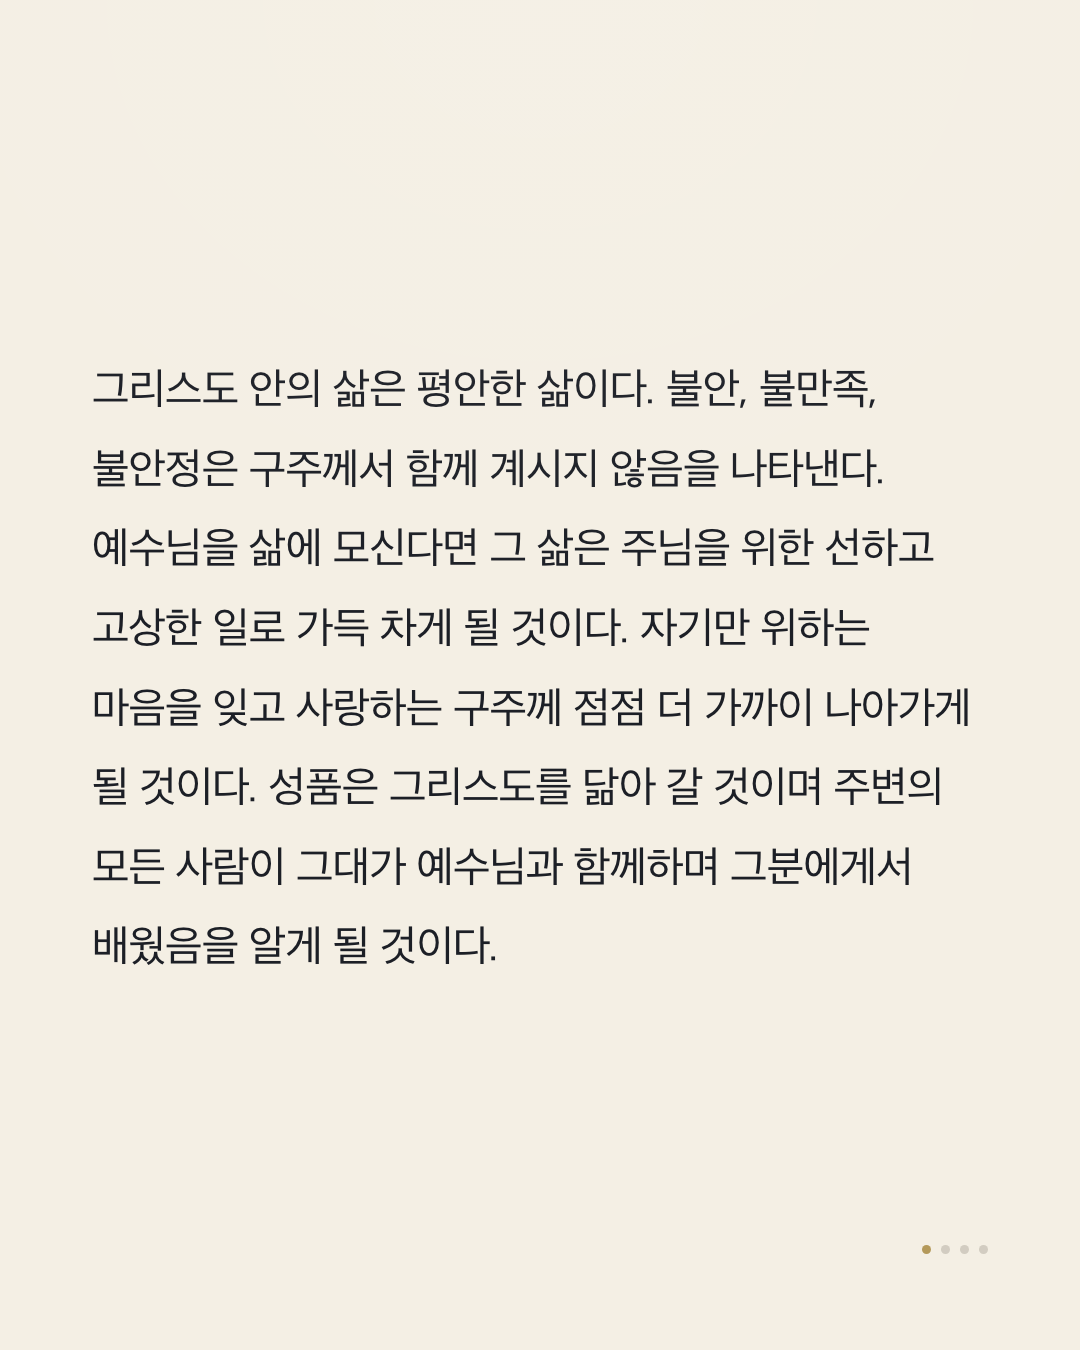 그리스도 안의 삶은 평안한 삶이다. 불안, 불만족,
불안정은 구주께서 함께 계시지 않음을 나타낸다.
예수님을 삶에 모신다면 그 삶은 주님을 위한 선하고
고상한 일로 가득 차게 될 것이다. 자기만 위하는
마음을 잊고 사랑하는 구주께 점점 더 가까이 나아가게
될 것이다. 성품은 그리스도를 닮아 갈 것이며 주변의
모든 사람이 그대가 예수님과 함께하며 그분에게서
배웠음을 알게 될 것이다.